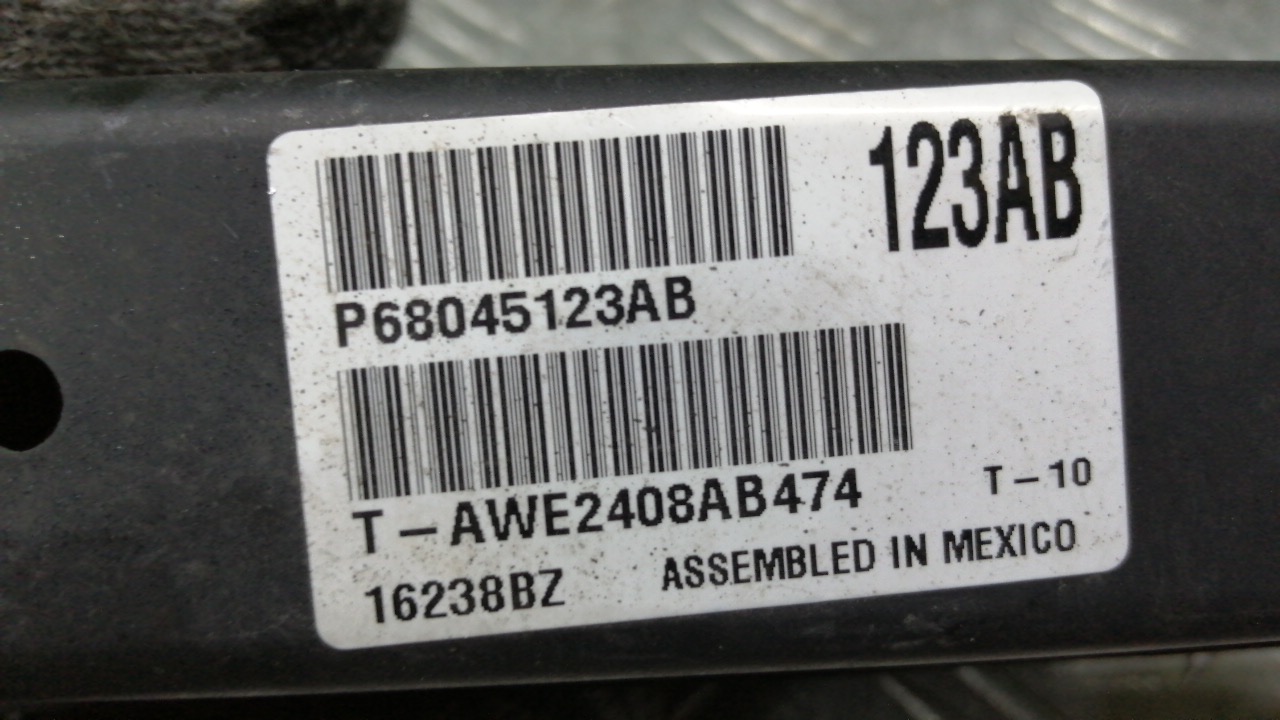 123AB
P68045123AB
T-AWE2408AB474
T-10
16238BZ
ASSEMBLED IN MEXICO